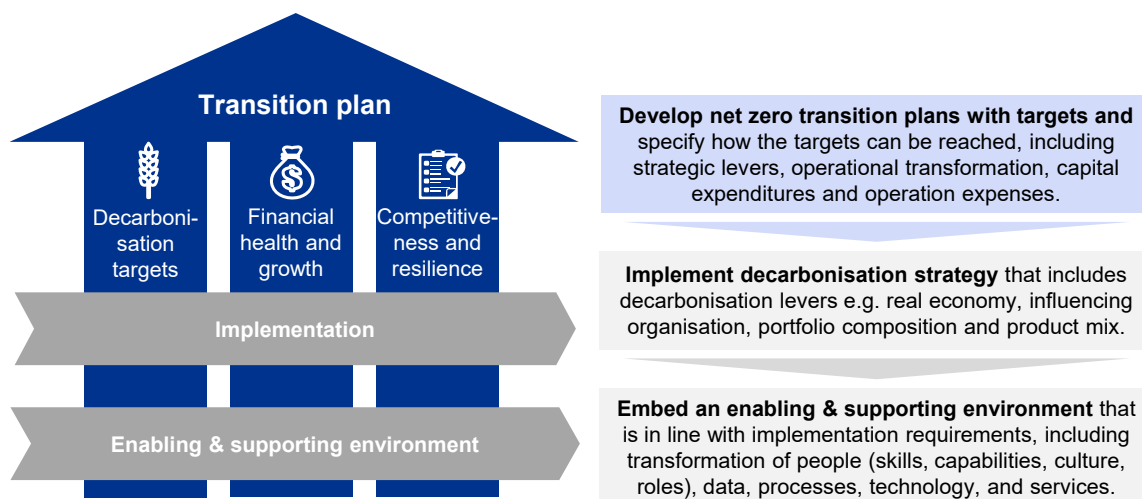 Transition plan
Decarboni-
sation
targets
Financial
health and
growth
Competitive-
ness and
resilience
Implementation
Enabling & supporting environment
Develop net zero transition plans with targets and
specify how the targets can be reached, including
strategic levers, operational transformation, capital
expenditures and operation expenses.
Implement decarbonisation strategy that includes
decarbonisation levers e.g. real economy, influencing
organisation, portfolio composition and product mix.
Embed an enabling & supporting environment that
is in line with implementation requirements, including
transformation of people (skills, capabilities, culture,
roles), data, processes, technology, and services.